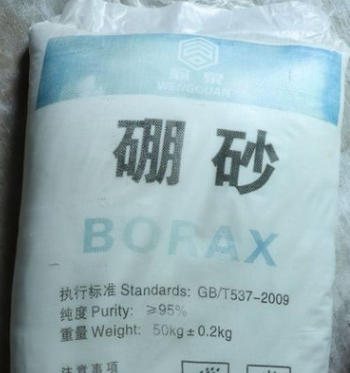 WENGQUAN
硼砂
BORAX
执行标准 Standards: GB/T537-2009
纯度 Purity: ≥95%
重量 Weight: 50kg±0.2kg
注意事项